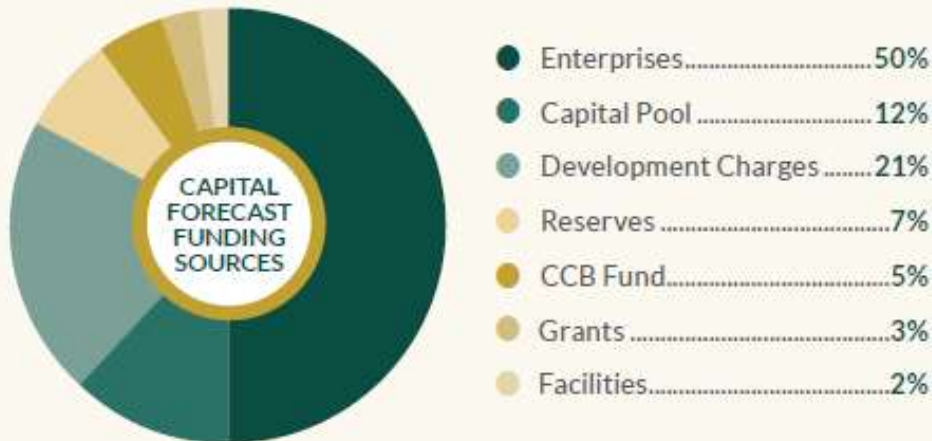 CAPITAL
FORECAST
FUNDING
SOURCES
Enterprises..............................50%
Capital Pool .............................12%
Development Charges ........21%
Reserves .....................................7%
CCB Fund....................................5%
Grants ..........................................3%
Facilities.......................................2%